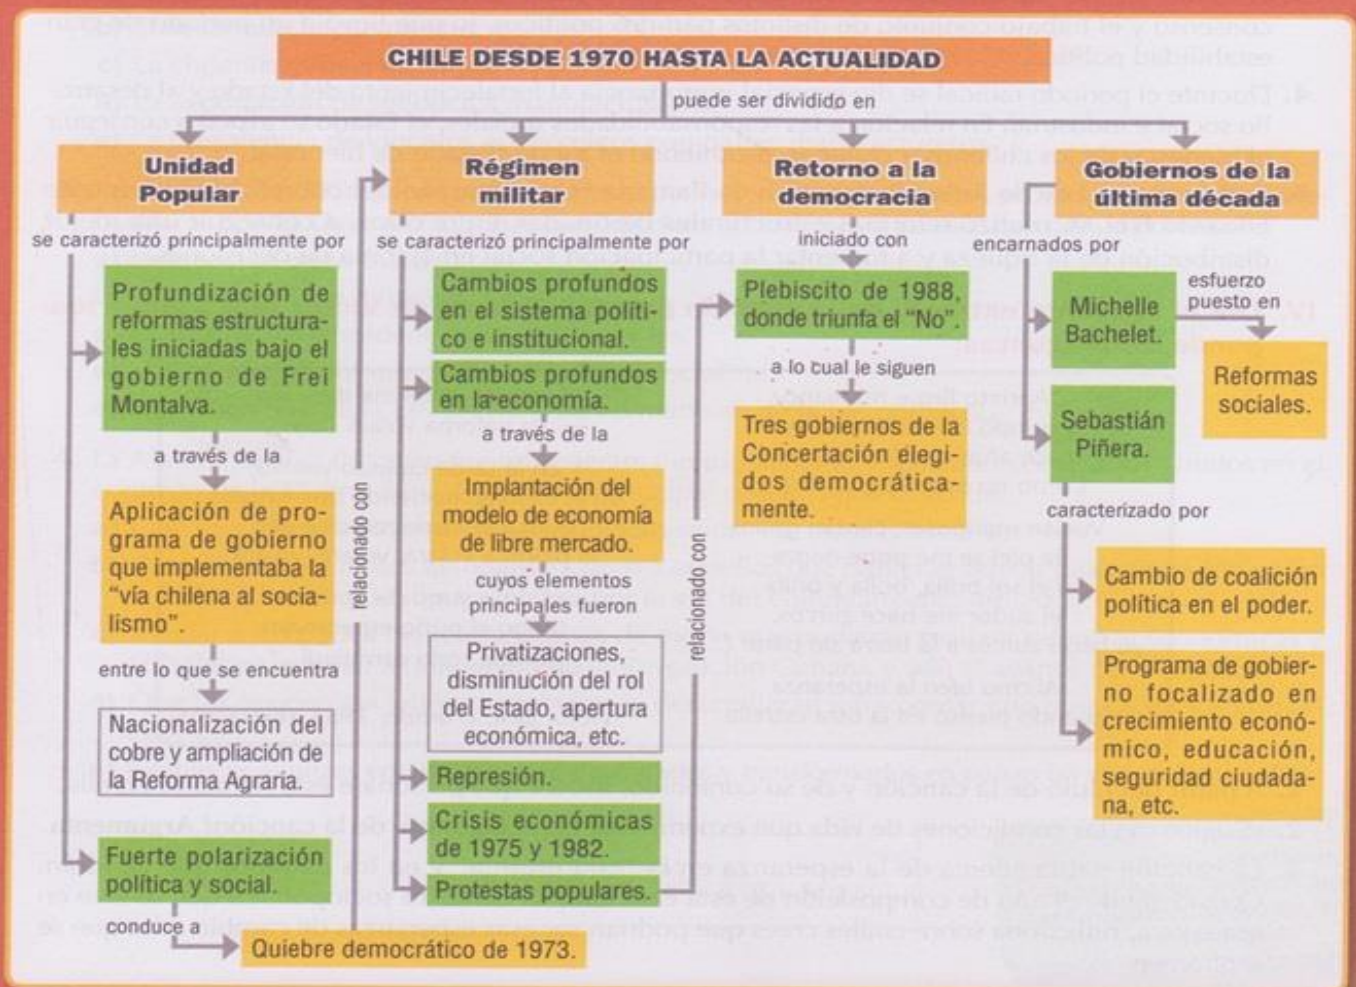 CHILE DESDE 1970 HASTA LA ACTUALIDAD
puede ser dividido en
Unidad
Popular
se caracterizó principalmente por
Profundización de
reformas estructura-
les iniciadas bajo el
gobierno de Frei
Montalva.
a través de la
Aplicación de pro-
grama de gobierno
que implementaba la
“vía chilena al socia-
lismo”.
entre lo que se encuentra
Nacionalización del
cobre y ampliación de
la Reforma Agraria.
Fuerte polarización
política y social.
conduce a
Quiebre democrático de 1973.
relacionado con
Régimen
militar
se caracterizó principalmente por
Cambios profundos
en el sistema políti-
co e institucional.
Cambios profundos
en la economía.
a través de la
Implantación del
modelo de economía
de libre mercado.
cuyos elementos
principales fueron
Privatizaciones,
disminución del rol
del Estado, apertura
económica, etc.
Represión.
Crisis económicas
de 1975 y 1982.
Protestas populares.
relacionado con
Retorno a la
democracia
iniciado con
Plebiscito de 1988,
donde triunfa el “No”.
a lo cual le siguen
Tres gobiernos de la
Concertación elegi-
dos democrática-
mente.
Gobiernos de la
última década
encarnados por
Michelle
Bachelet.
esfuerzo
puesto en
Reformas
sociales.
Sebastián
Piñera.
caracterizado por
Cambio de coalición
política en el poder.
Programa de gobier-
no focalizado en
crecimiento econó-
mico, educación,
seguridad ciudada-
na, etc.